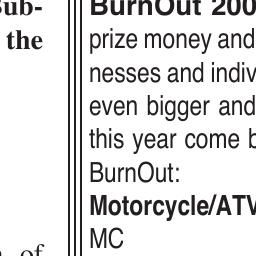 the
BurnOut 200
prize money and
nesses and indiv
even bigger and
this year come
BurnOut:
Motorcycle/ATV
MC
of